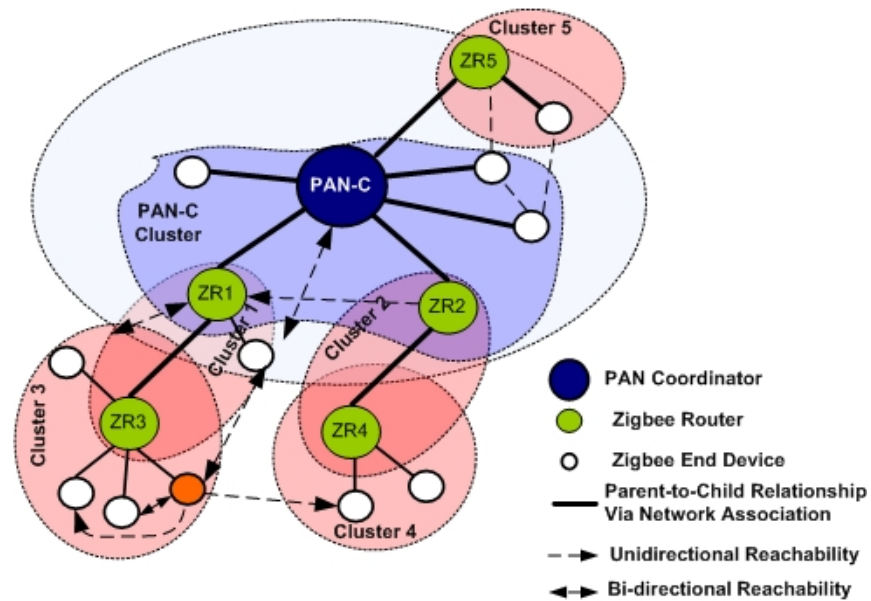 Cluster 5
ZR5
PAN-C
PAN-C
Cluster
ZR1
ZR2
Cluster 1
Cluster 2
Cluster 3
ZR3
ZR4
Cluster 4
PAN Coordinator
Zigbee Router
Zigbee End Device
Parent-to-Child Relationship
Via Network Association
Unidirectional Reachability
Bi-directional Reachability